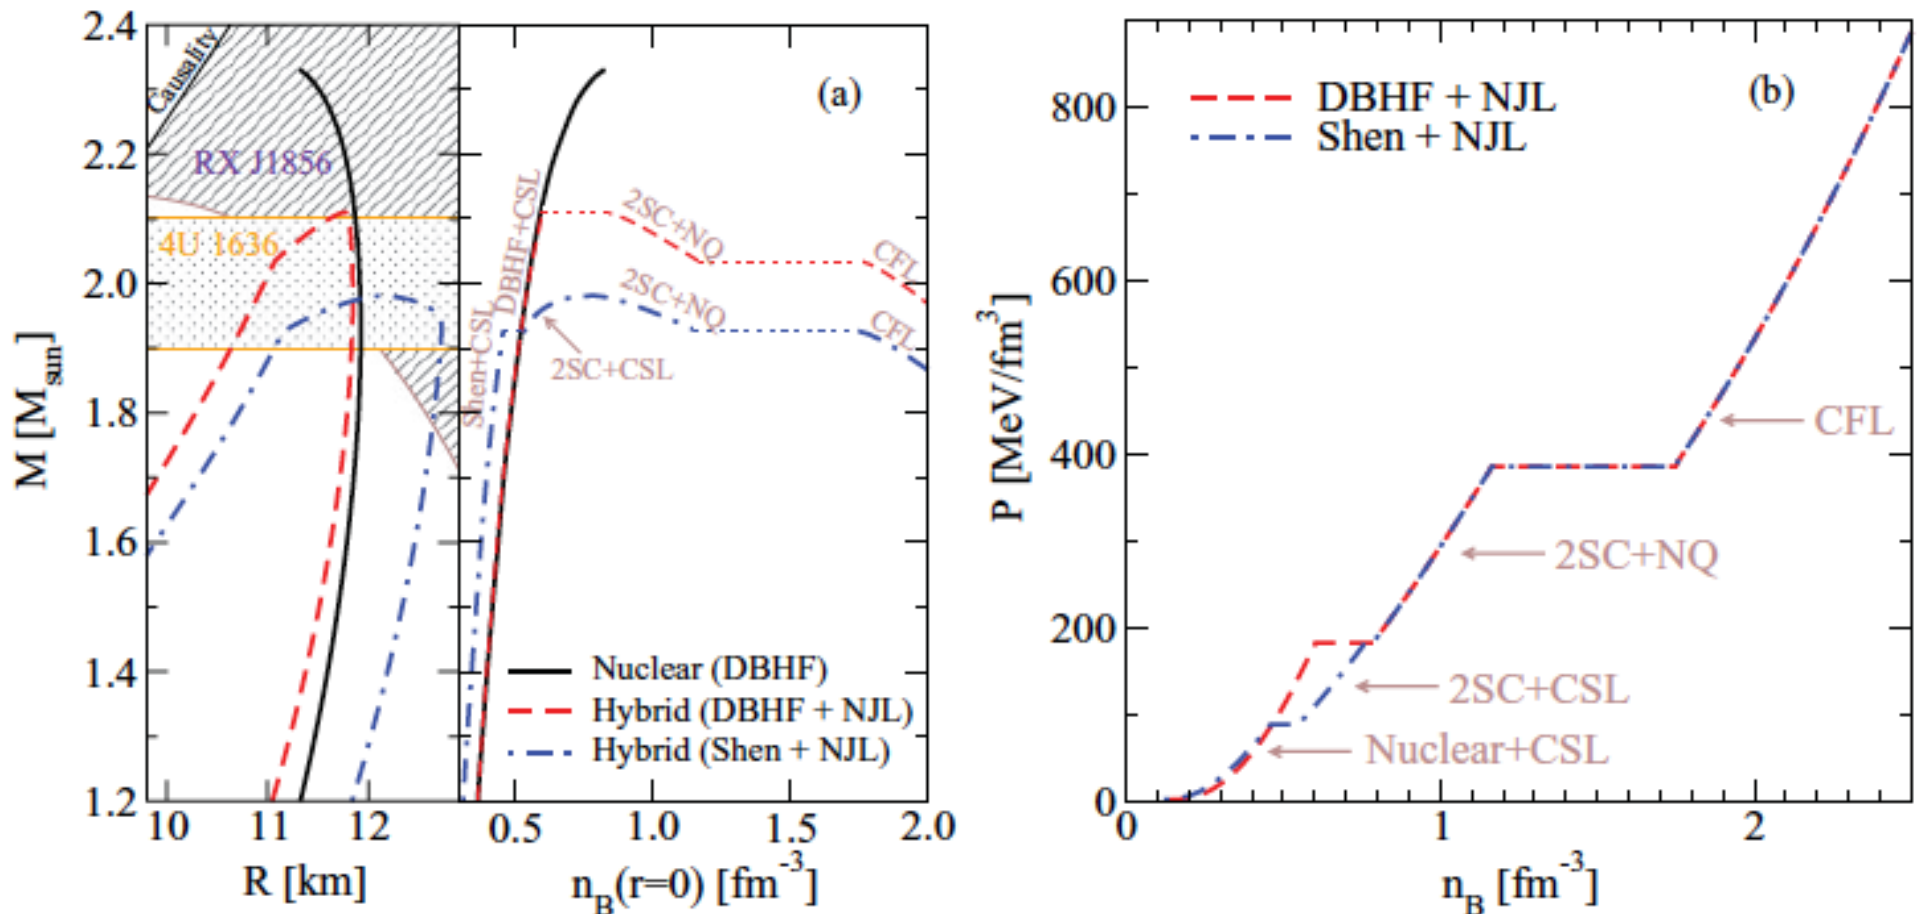 2.4
2.2
2.0
1.8
1.6
1.4
1.2
M [M_sun]
Causality
RX J1856
4U 1636
10 11 12
R [km]
(a)
Shen+CSL
DBHF+CSL
2SC+NQ
CFL
2SC+NQ
CFL
2SC+CSL
Nuclear (DBHF)
Hybrid (DBHF + NJL)
Hybrid (Shen + NJL)
0.5 1.0 1.5 2.0
n_B(r=0) [fm^-3]
(b)
DBHF + NJL
Shen + NJL
800
600
400
200
0
P [MeV/fm^3]
CFL
2SC+NQ
2SC+CSL
Nuclear+CSL
0 1 2
n_B [fm^-3]